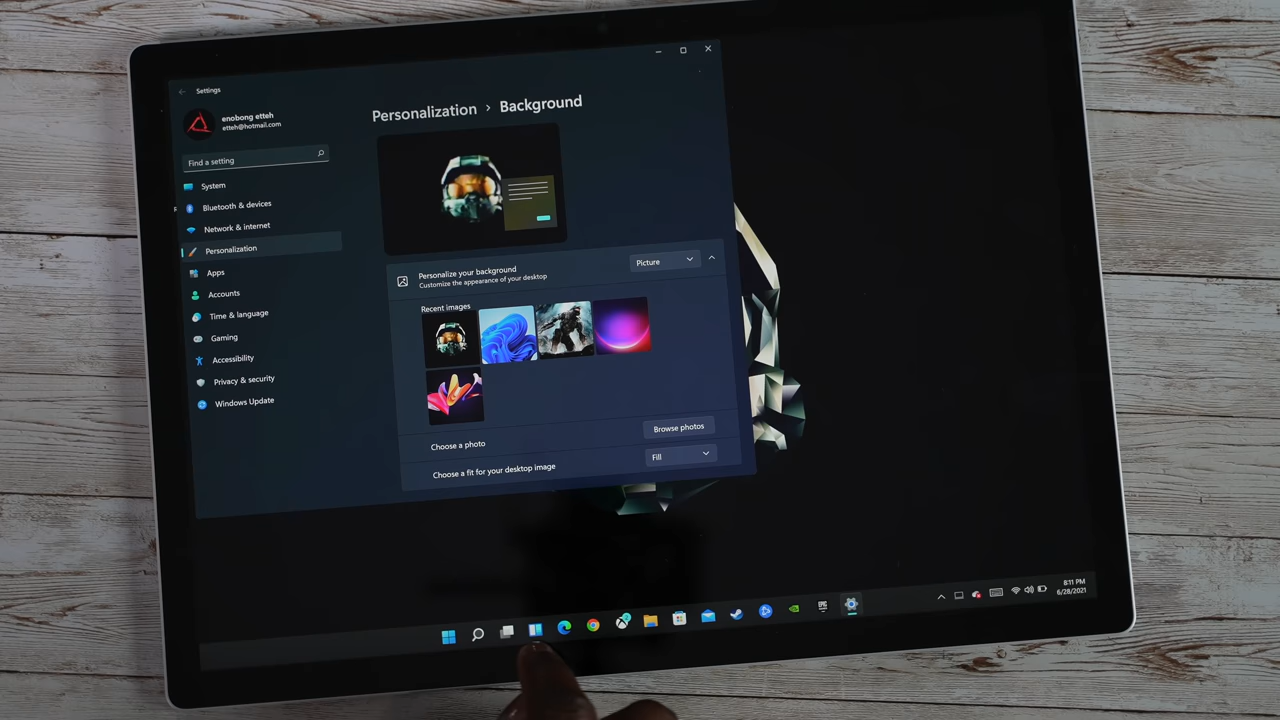 Settings
enobong etteh
etteh@hotmail.com
Find a setting
System
Bluetooth & devices
Network & internet
Personalization
Apps
Accounts
Time & language
Gaming
Accessibility
Privacy & security
Windows Update
Personalization > Background
Personalize your background
Customize the appearance of your desktop
Picture
Recent images
Choose a photo
Browse photos
Choose a fit for your desktop image
Fill
EPIC
8:11 PM
6/28/2021